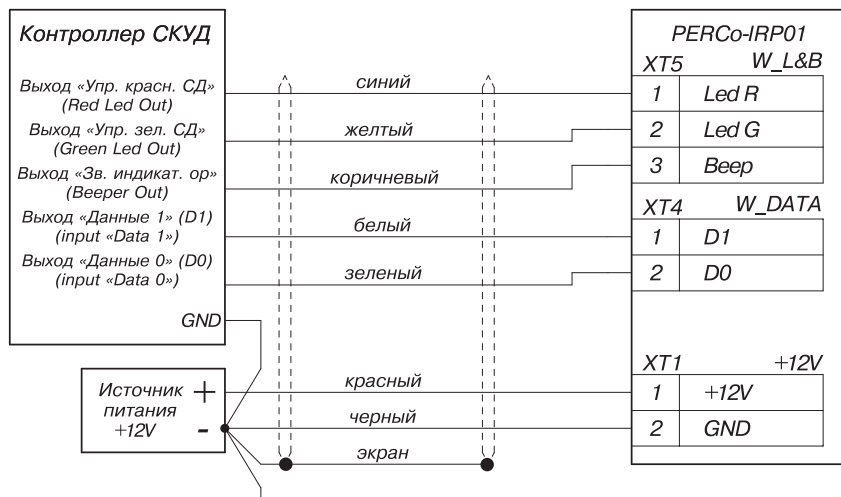 Контроллер СКУД
Выход «Упр. красн. СД»
(Red Led Out)
Выход «Упр. зел. СД»
(Green Led Out)
Выход «Зв. индикат. ор»
(Beeper Out)
Выход «Данные 1» (D1)
(input «Data 1»)
Выход «Данные 0» (D0)
(input «Data 0»)
GND
Источник
питания
+12V
+
-
синий
желтый
коричневый
белый
зеленый
красный
черный
экран
PERCo-IRP01
XT5 W_L&B
1 Led R
2 Led G
3 Beep
XT4 W_DATA
1 D1
2 D0
XT1 +12V
1 +12V
2 GND